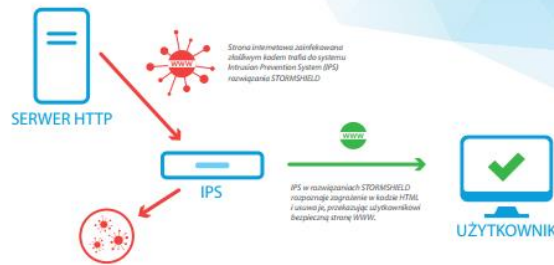 Strona internetowa zainfekowana
złośliwym kodem trafia do systemu
Intrusion Prevention System (IPS)
rozwiązania STORMSHIELD
WWW
SERWER HTTP
WWW
IPS
IPS w rozwiązaniach STORMSHIELD
rozpoznaje zagrożenie w kodzie HTML
i usuwa je, przekazując użytkownikowi
bezpieczną stronę WWW.
UŻYTKOWNIK